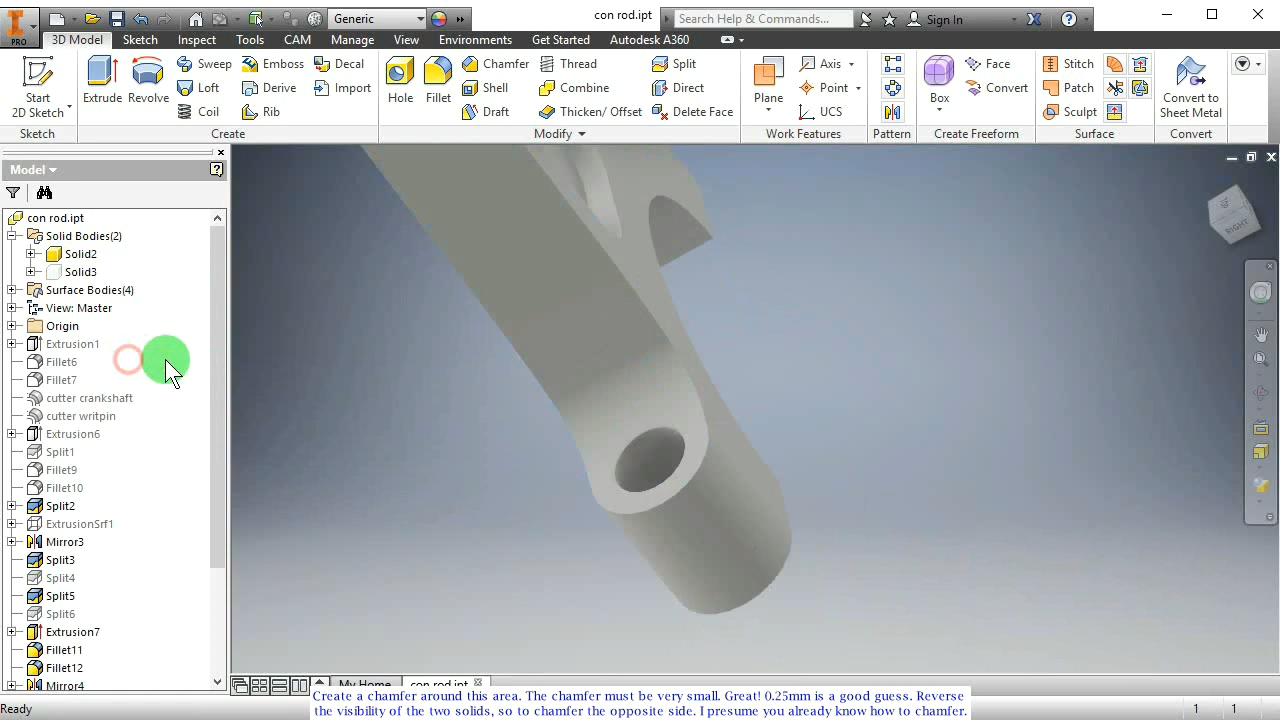 PRO
Generic
con rod.ipt
Search Help & Commands...
Sign In
3D Model Sketch Inspect Tools CAM Manage View Environments Get Started Autodesk A360
Start
2D Sketch
Extrude
Revolve
Sweep
Loft
Coil
Emboss
Derive
Rib
Decal
Import
Hole
Fillet
Chamfer
Shell
Draft
Thread
Combine
Thicken/ Offset
Split
Direct
Delete Face
Plane
Axis
Point
UCS
Box
Face
Convert
Stitch
Patch
Sculpt
Convert to
Sheet Metal
Sketch Create Modify Work Features Pattern Create Freeform Surface Convert
Model
con rod.ipt
Solid Bodies(2)
Solid2
Solid3
Surface Bodies(4)
View: Master
Origin
Extrusion1
Fillet6
Fillet7
cutter crankshaft
cutter writpin
Extrusion6
Split1
Fillet9
Fillet10
Split2
ExtrusionSrf1
Mirror3
Split3
Split4
Split5
Split6
Extrusion7
Fillet11
Fillet12
Mirror4
RIGHT
My Home con rod.ipt
Create a chamfer around this area. The chamfer must be very small. Great! 0.25mm is a good guess. Reverse
the visibility of the two solids, so to chamfer the opposite side. I presume you already know how to chamfer.
Ready 1 1